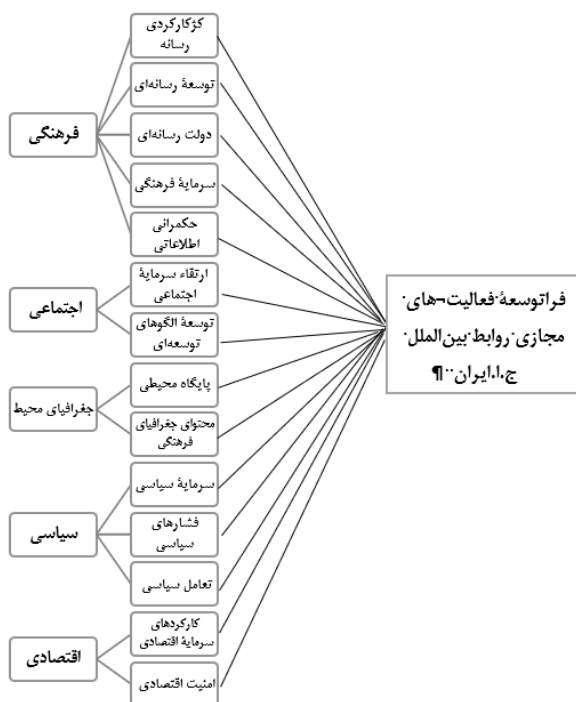 کژکارکردی
رسانه
توسعهٔ رسانه‌ای
دولت رسانه‌ای
سرمایهٔ فرهنگی
حکمرانی
اطلاعاتی
فرهنگی
ارتقاء سرمایهٔ
اجتماعی
توسعهٔ الگوهای
توسعه‌ای
اجتماعی
پایگاه محیطی
محتوای جغرافیای
فرهنگی
جغرافیای محیط
سرمایهٔ سیاسی
فشارهای
سیاسی
تعامل سیاسی
سیاسی
کارکردهای
سرمایهٔ اقتصادی
امنیت اقتصادی
اقتصادی
فراتوسعهٔ·فعالیت¬های·
مجازی·روابط·بین‌الملل·
ج.ا.ایران··¶